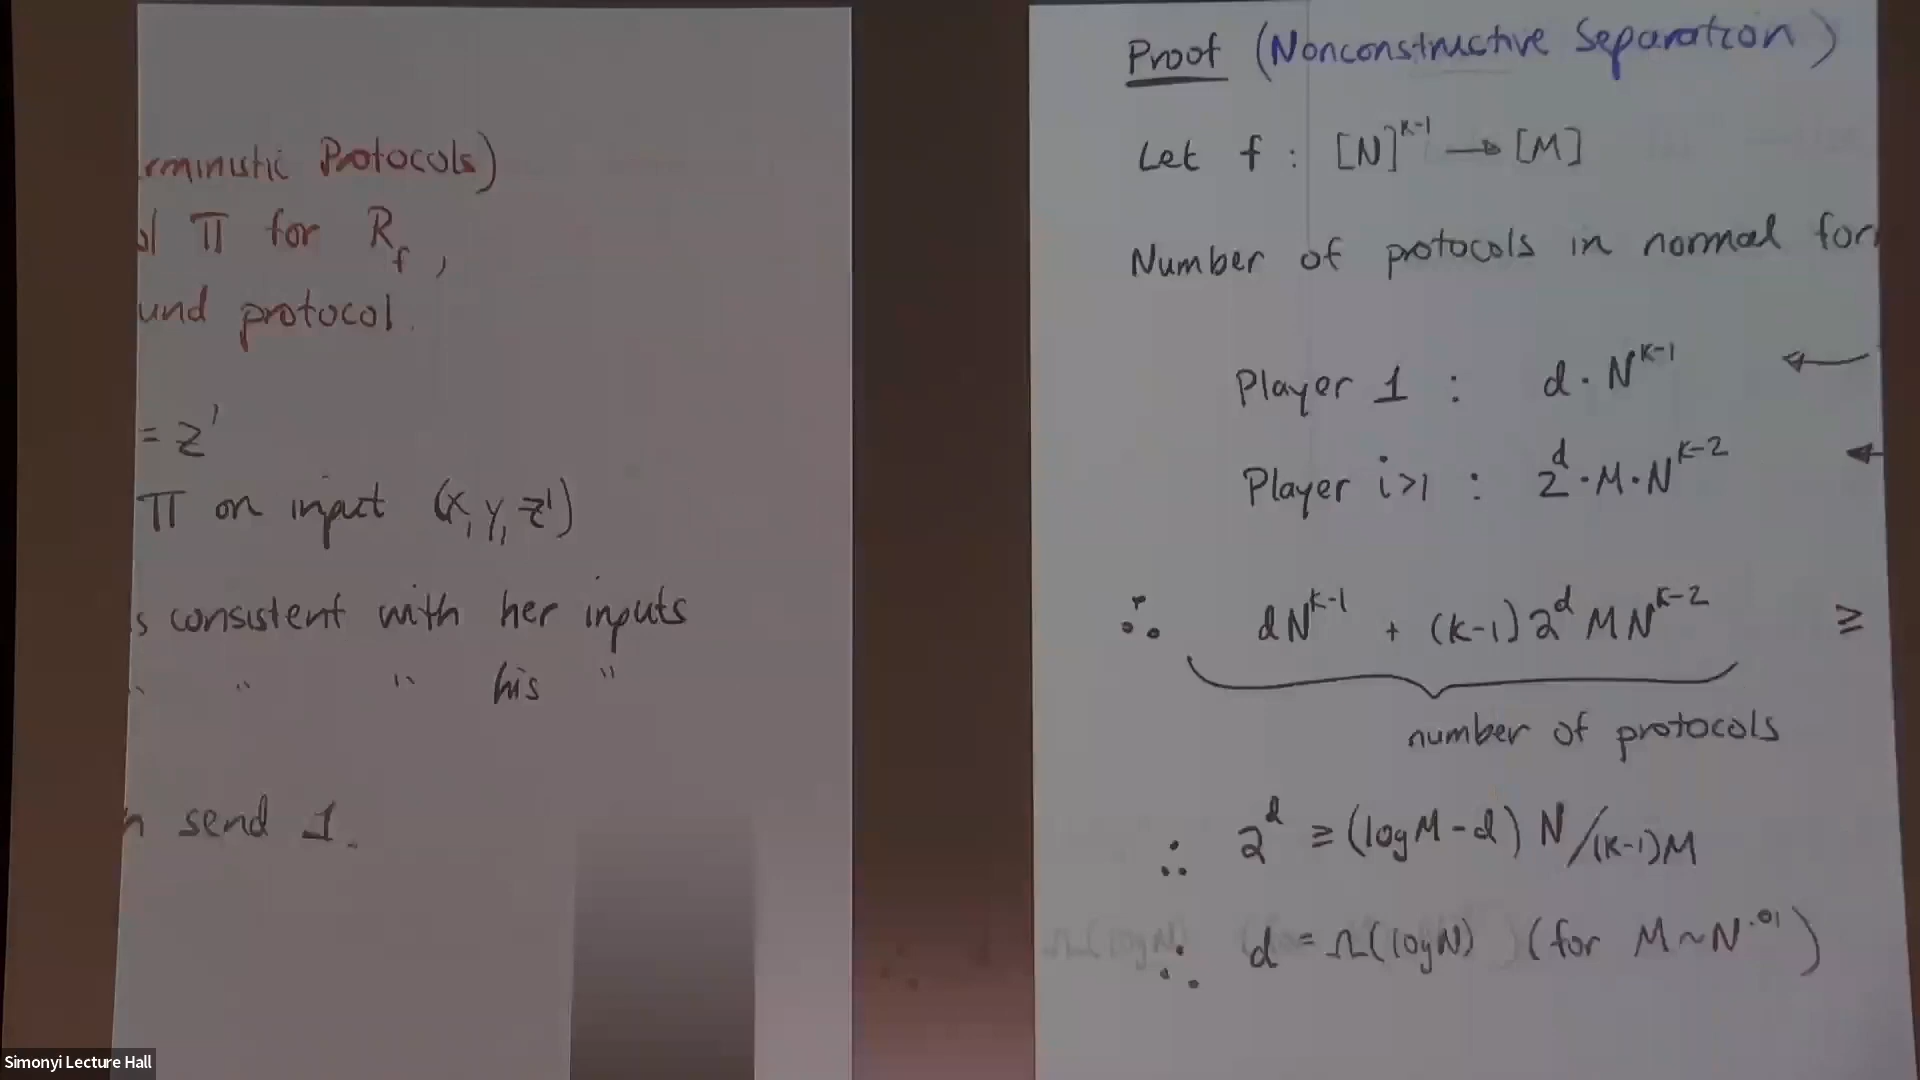 rministic Protocols)
Π for R_f,
und protocol.
= z'
Π on input (x, y, z')
s consistent with her inputs
" " " his "
send 1.
Proof (Nonconstructive Separation)
Let f : [N]^{k-1} → [M]
Number of protocols in normal for
Player 1 : d · N^{k-1} ←
Player i>1 : 2^d · M · N^{k-2} ←
∴ dN^{k-1} + (k-1) 2^d M N^{k-2} ≥
number of protocols
∴ 2^d ≥ (log M - d) N/(k-1)M
∴ d = Ω(log N) (for M ~ N^{.01})
Simonyi Lecture Hall